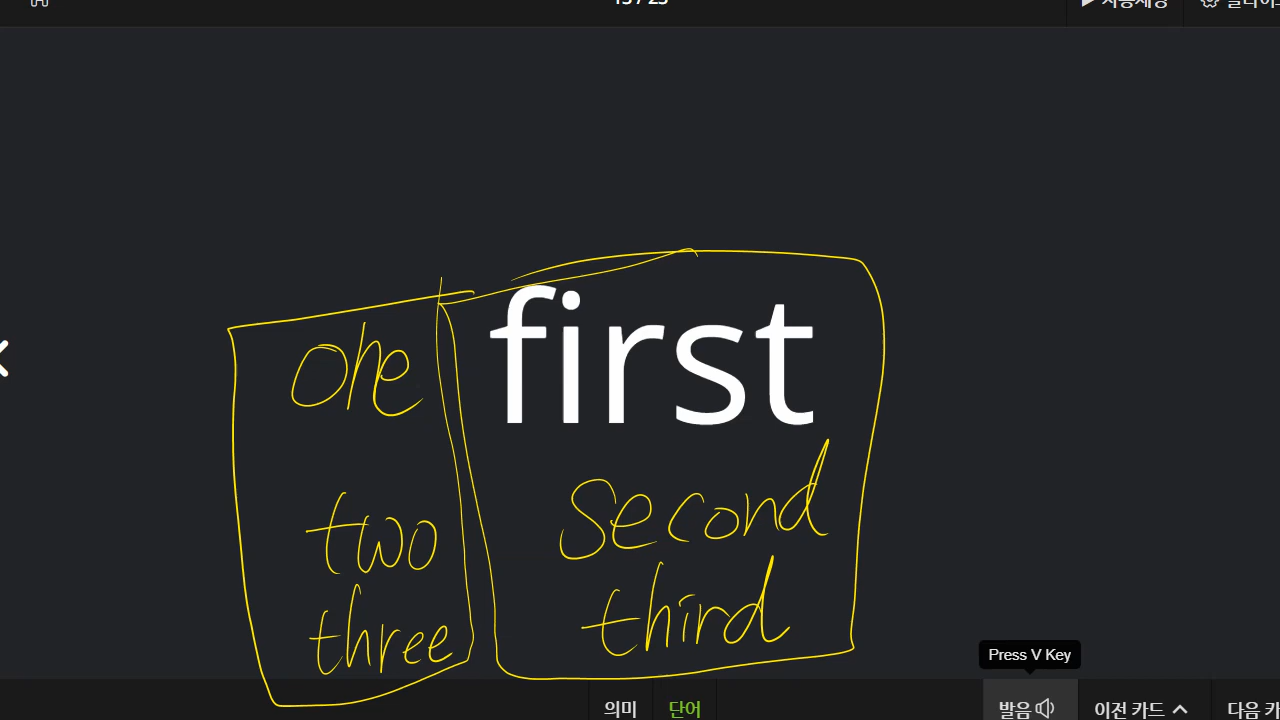 one first
two second
three third
Press V Key
의미 단어 발음 이전 카드